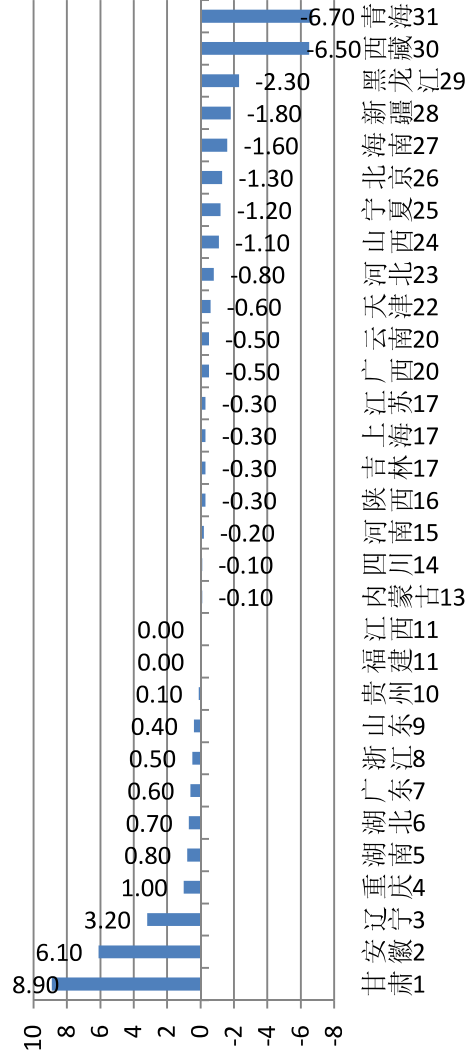 -6.70 青海31
-6.50 西藏30
-2.30 黑龙江29
-1.80 新疆28
-1.60 海南27
-1.30 北京26
-1.20 宁夏25
-1.10 山西24
-0.80 河北23
-0.60 天津22
-0.50 云南20
-0.50 广西20
-0.30 江苏17
-0.30 上海17
-0.30 吉林17
-0.30 陕西16
-0.20 河南15
-0.10 四川14
-0.10 内蒙古13
0.00 江西11
0.00 福建11
0.10 贵州10
0.40 山东9
0.50 浙江8
0.60 广东7
0.70 湖北6
0.80 湖南5
1.00 重庆4
3.20 辽宁3
6.10 安徽2
8.90 甘肃1
10 8 6 4 2 0 -2 -4 -6 -8